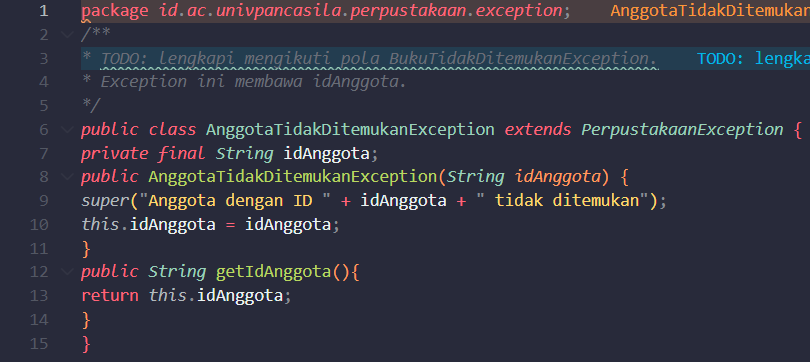 1 package id.ac.univpancasila.perpustakaan.exception; AnggotaTidakDitemukan
2 /**
3 * TODO: lengkapi mengikuti pola BukuTidakDitemukanException. TODO: lengka
4 * Exception ini membawa idAnggota.
5 */
6 public class AnggotaTidakDitemukanException extends PerpustakaanException {
7 private final String idAnggota;
8 public AnggotaTidakDitemukanException(String idAnggota) {
9 super("Anggota dengan ID " + idAnggota + " tidak ditemukan");
10 this.idAnggota = idAnggota;
11 }
12 public String getIdAnggota(){
13 return this.idAnggota;
14 }
15 }